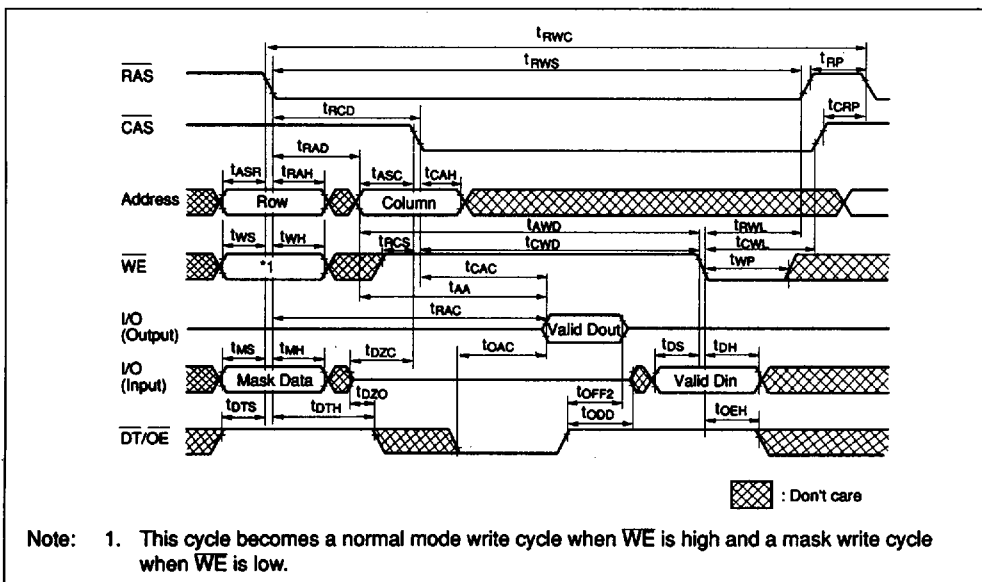 tRWC
tRWS
tRP
RAS
tRCD
tCRP
CAS
tRAD
tASR tRAH tASC tCAH
Address Row Column
tAWD tRWL
tWS tWH tRCS tCWD tCWL
WE *1 tCAC tWP
tAA
tRAC
I/O
(Output) Valid Dout
tMS tMH tDZC tOAC tDS tDH
I/O
(Input) Mask Data Valid Din
tDTS tDTH tDZO tOFF2 tODD tOEH
DT/OE
: Don't care
Note: 1. This cycle becomes a normal mode write cycle when WE is high and a mask write cycle
when WE is low.